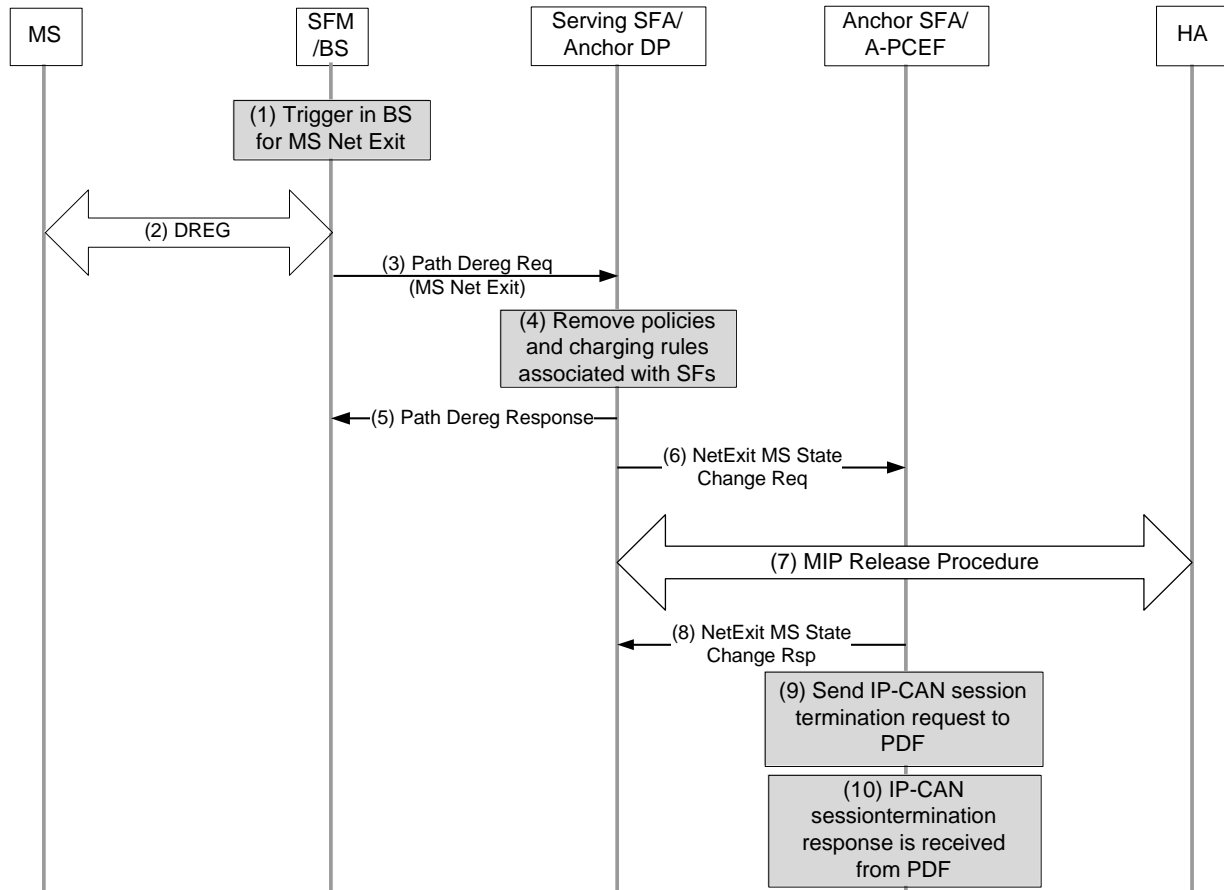 MS
SFM
/BS
Serving SFA/
Anchor DP
Anchor SFA/
A-PCEF
HA
(1) Trigger in BS
for MS Net Exit
(2) DREG
(3) Path Dereg Req
(MS Net Exit)
(4) Remove policies
and charging rules
associated with SFs
(5) Path Dereg Response
(6) NetExit MS State
Change Req
(7) MIP Release Procedure
(8) NetExit MS State
Change Rsp
(9) Send IP-CAN session
termination request to
PDF
(10) IP-CAN
sessiontermination
response is received
from PDF